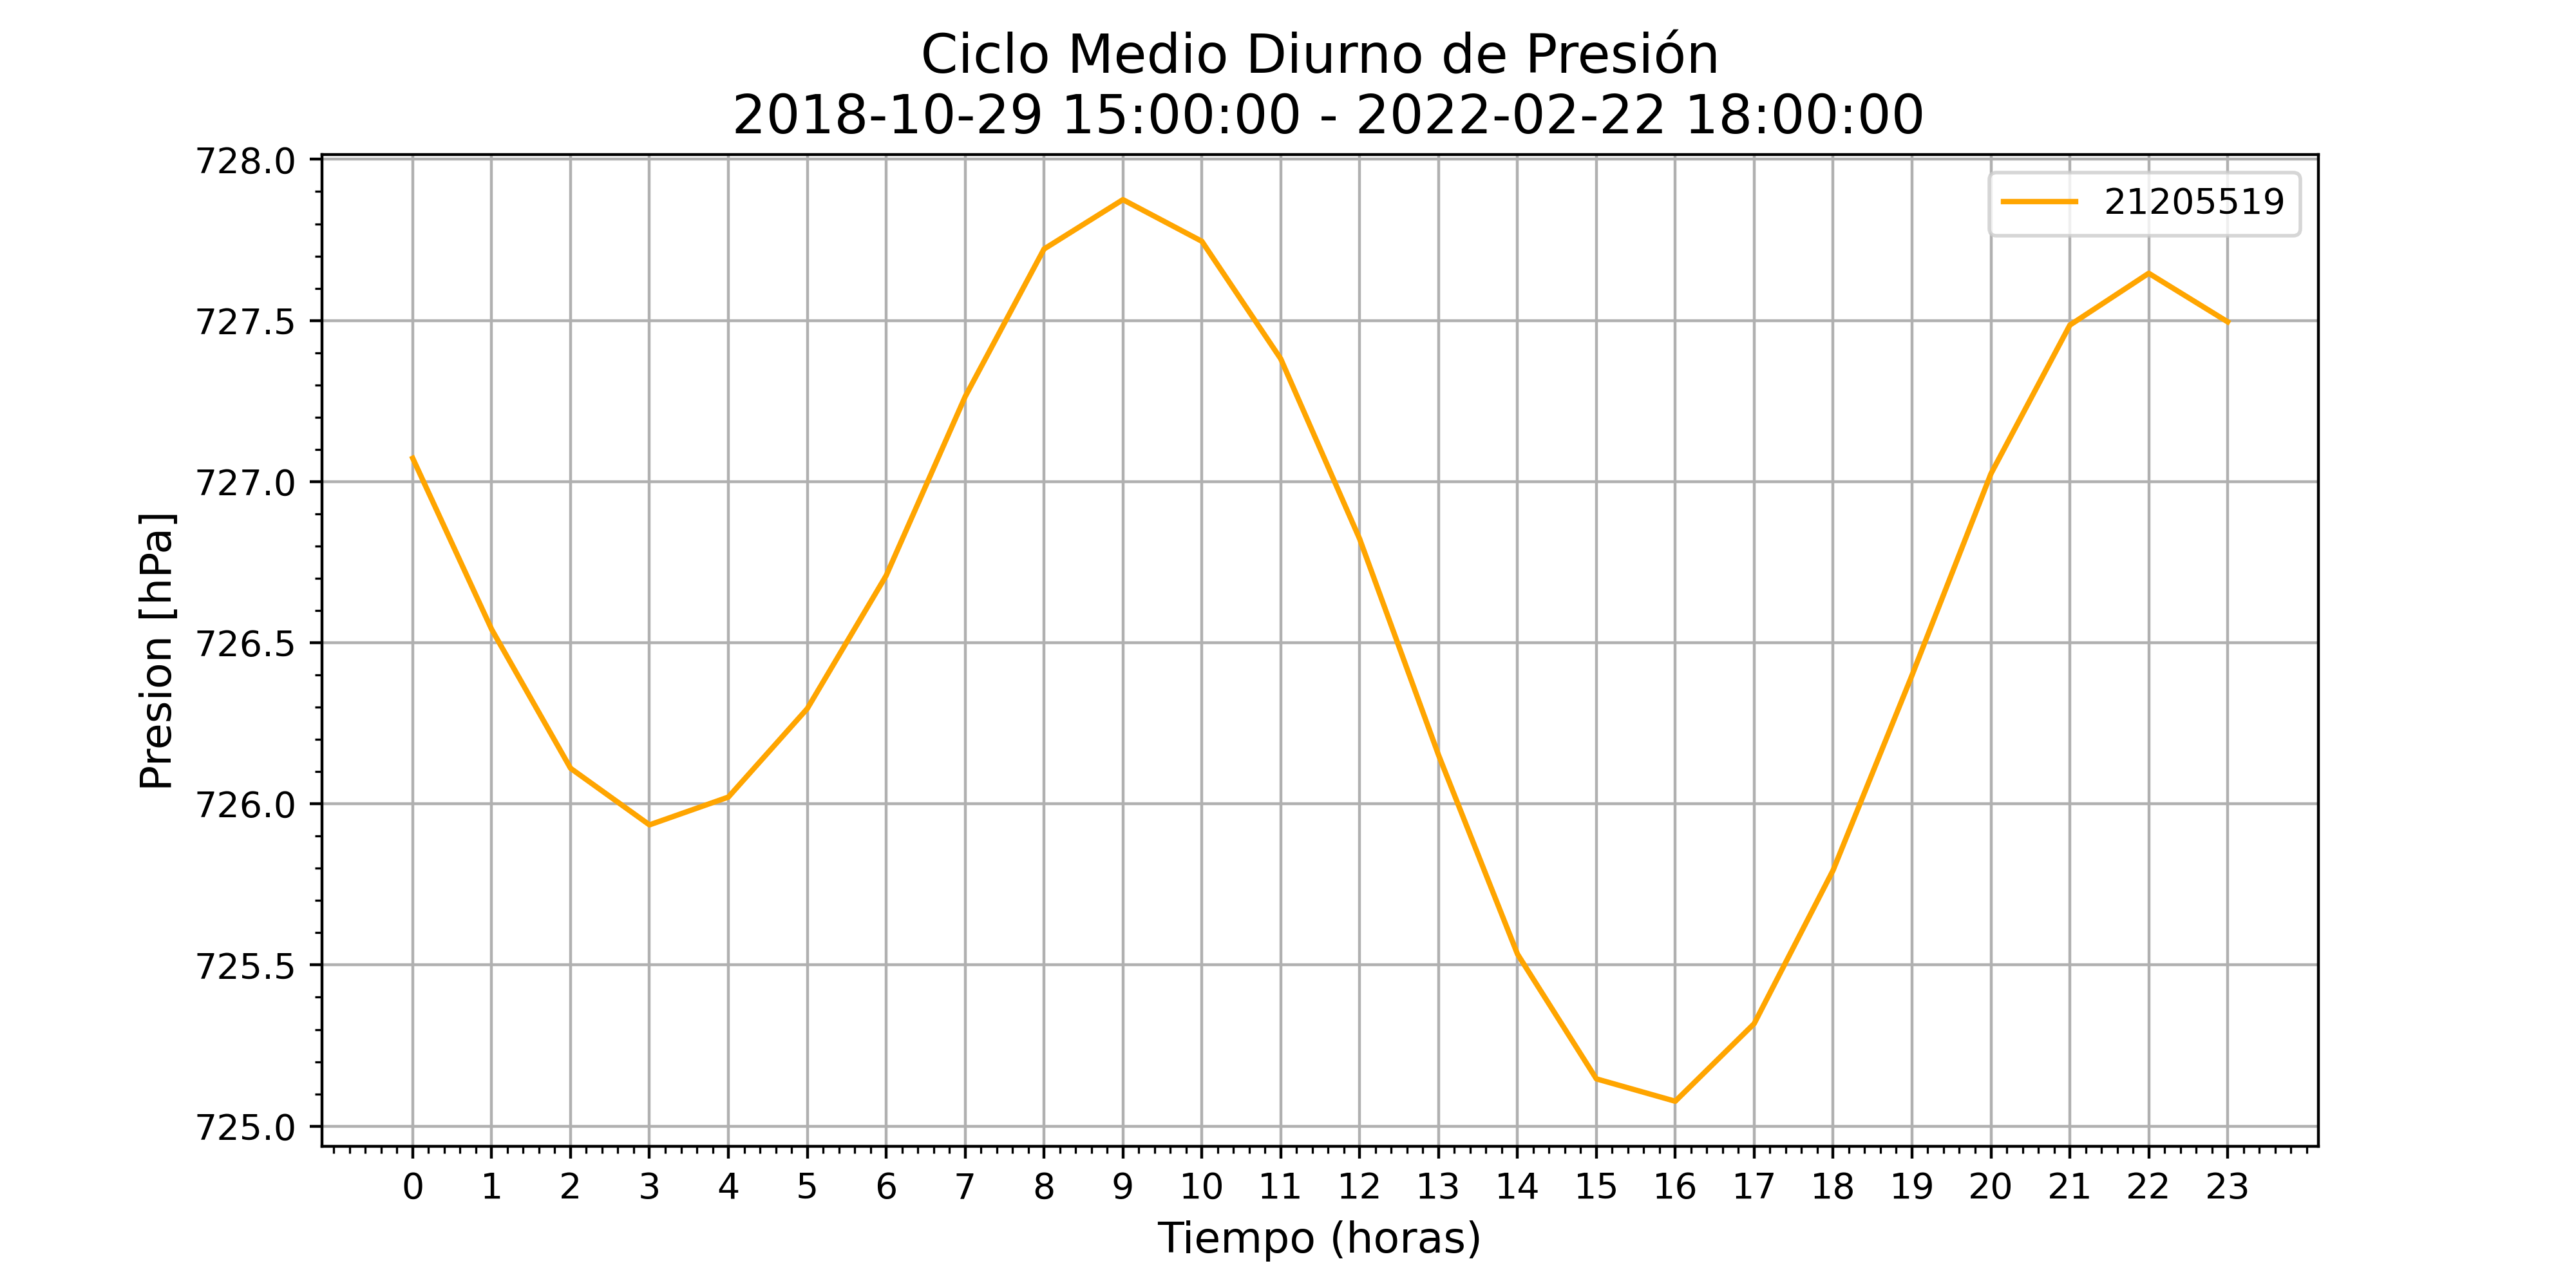 Ciclo Medio Diurno de Presión
2018-10-29 15:00:00 - 2022-02-22 18:00:00
21205519
Presion [hPa]
728.0
727.5
727.0
726.5
726.0
725.5
725.0
0 1 2 3 4 5 6 7 8 9 10 11 12 13 14 15 16 17 18 19 20 21 22 23
Tiempo (horas)